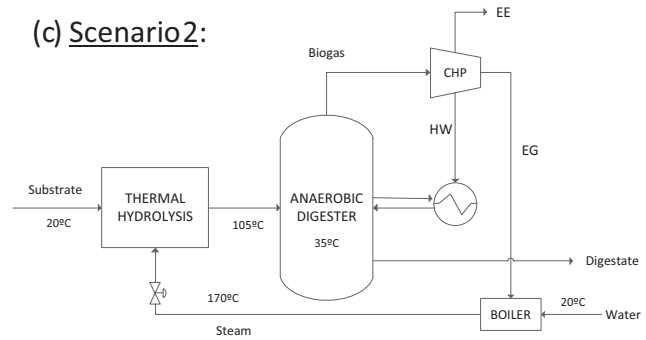 (c) Scenario2:
EE
Biogas
CHP
HW
EG
Substrate
20ºC
THERMAL
HYDROLYSIS
105ºC
ANAEROBIC
DIGESTER
35ºC
Digestate
170ºC
Steam
BOILER
20ºC
Water